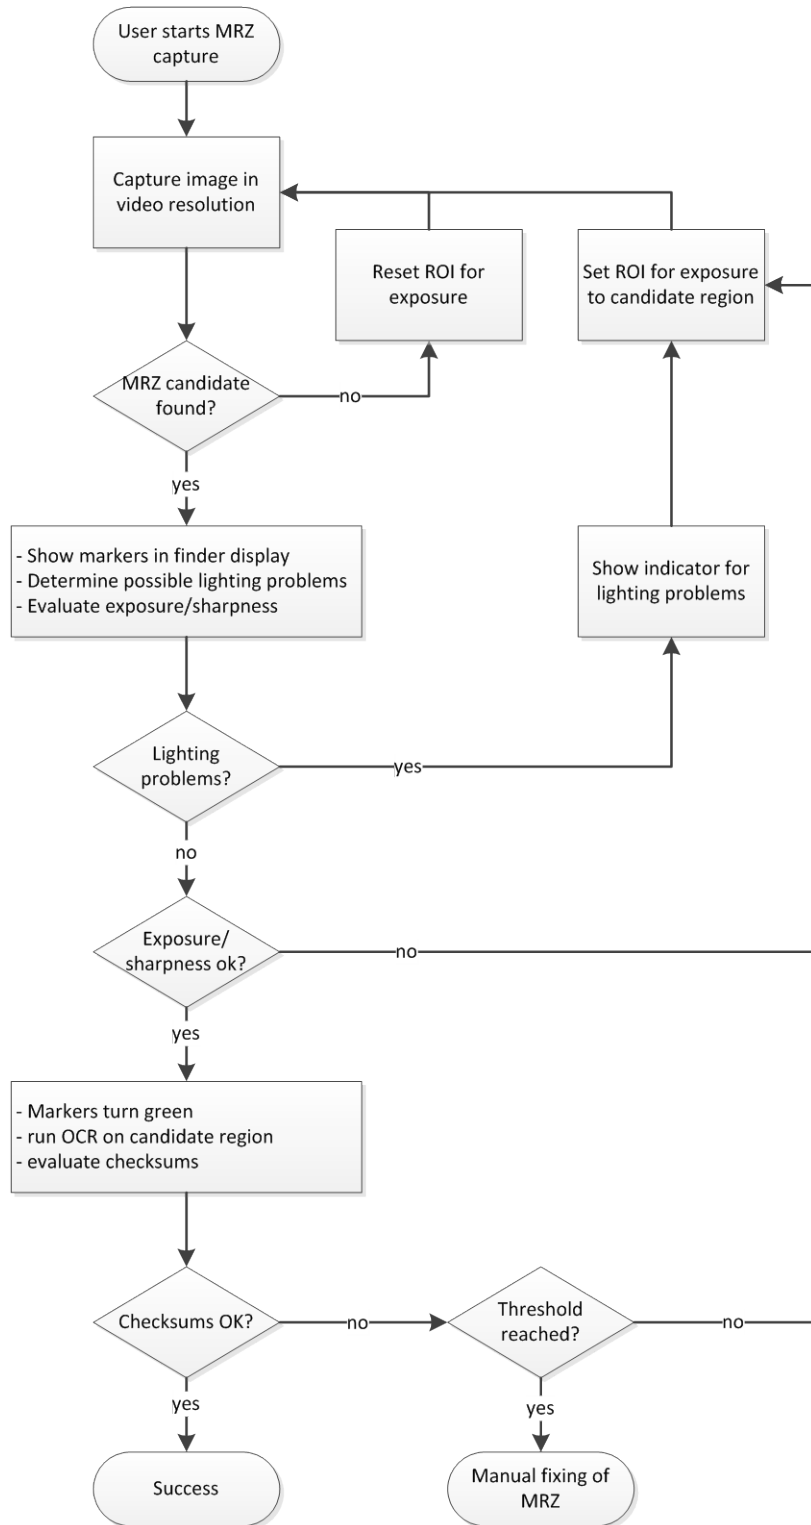 User starts MRZ
capture
Capture image in
video resolution
Reset ROI for
exposure
Set ROI for exposure
to candidate region
MRZ candidate
found?
no
yes
- Show markers in finder display
- Determine possible lighting problems
- Evaluate exposure/sharpness
Show indicator for
lighting problems
Lighting
problems?
yes
no
Exposure/
sharpness ok?
no
yes
- Markers turn green
- run OCR on candidate region
- evaluate checksums
Checksums OK?
no
Threshold
reached?
no
yes
yes
Success
Manual fixing of
MRZ